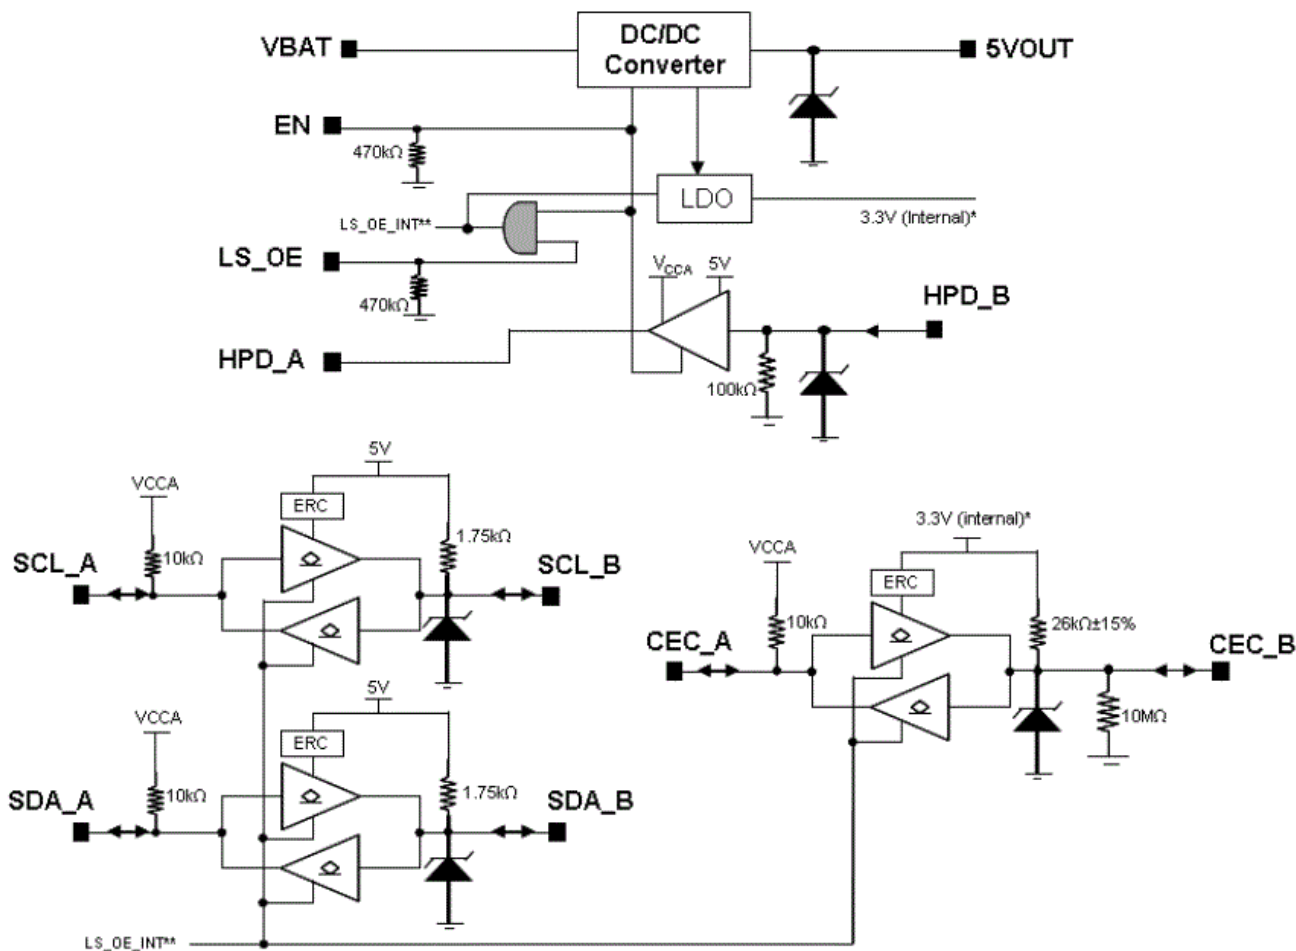 VBAT
DC/DC
Converter
5VOUT
EN
470kΩ
LDO
3.3V (Internal)*
LS_OE_INT**
LS_OE
470kΩ
VCCA
5V
HPD_B
HPD_A
100kΩ
5V
VCCA
ERC
1.75kΩ
10kΩ
SCL_A
SCL_B
3.3V (internal)*
VCCA
ERC
10kΩ
26kΩ±15%
CEC_A
CEC_B
10MΩ
5V
VCCA
ERC
10kΩ
1.75kΩ
SDA_A
SDA_B
LS_OE_INT**